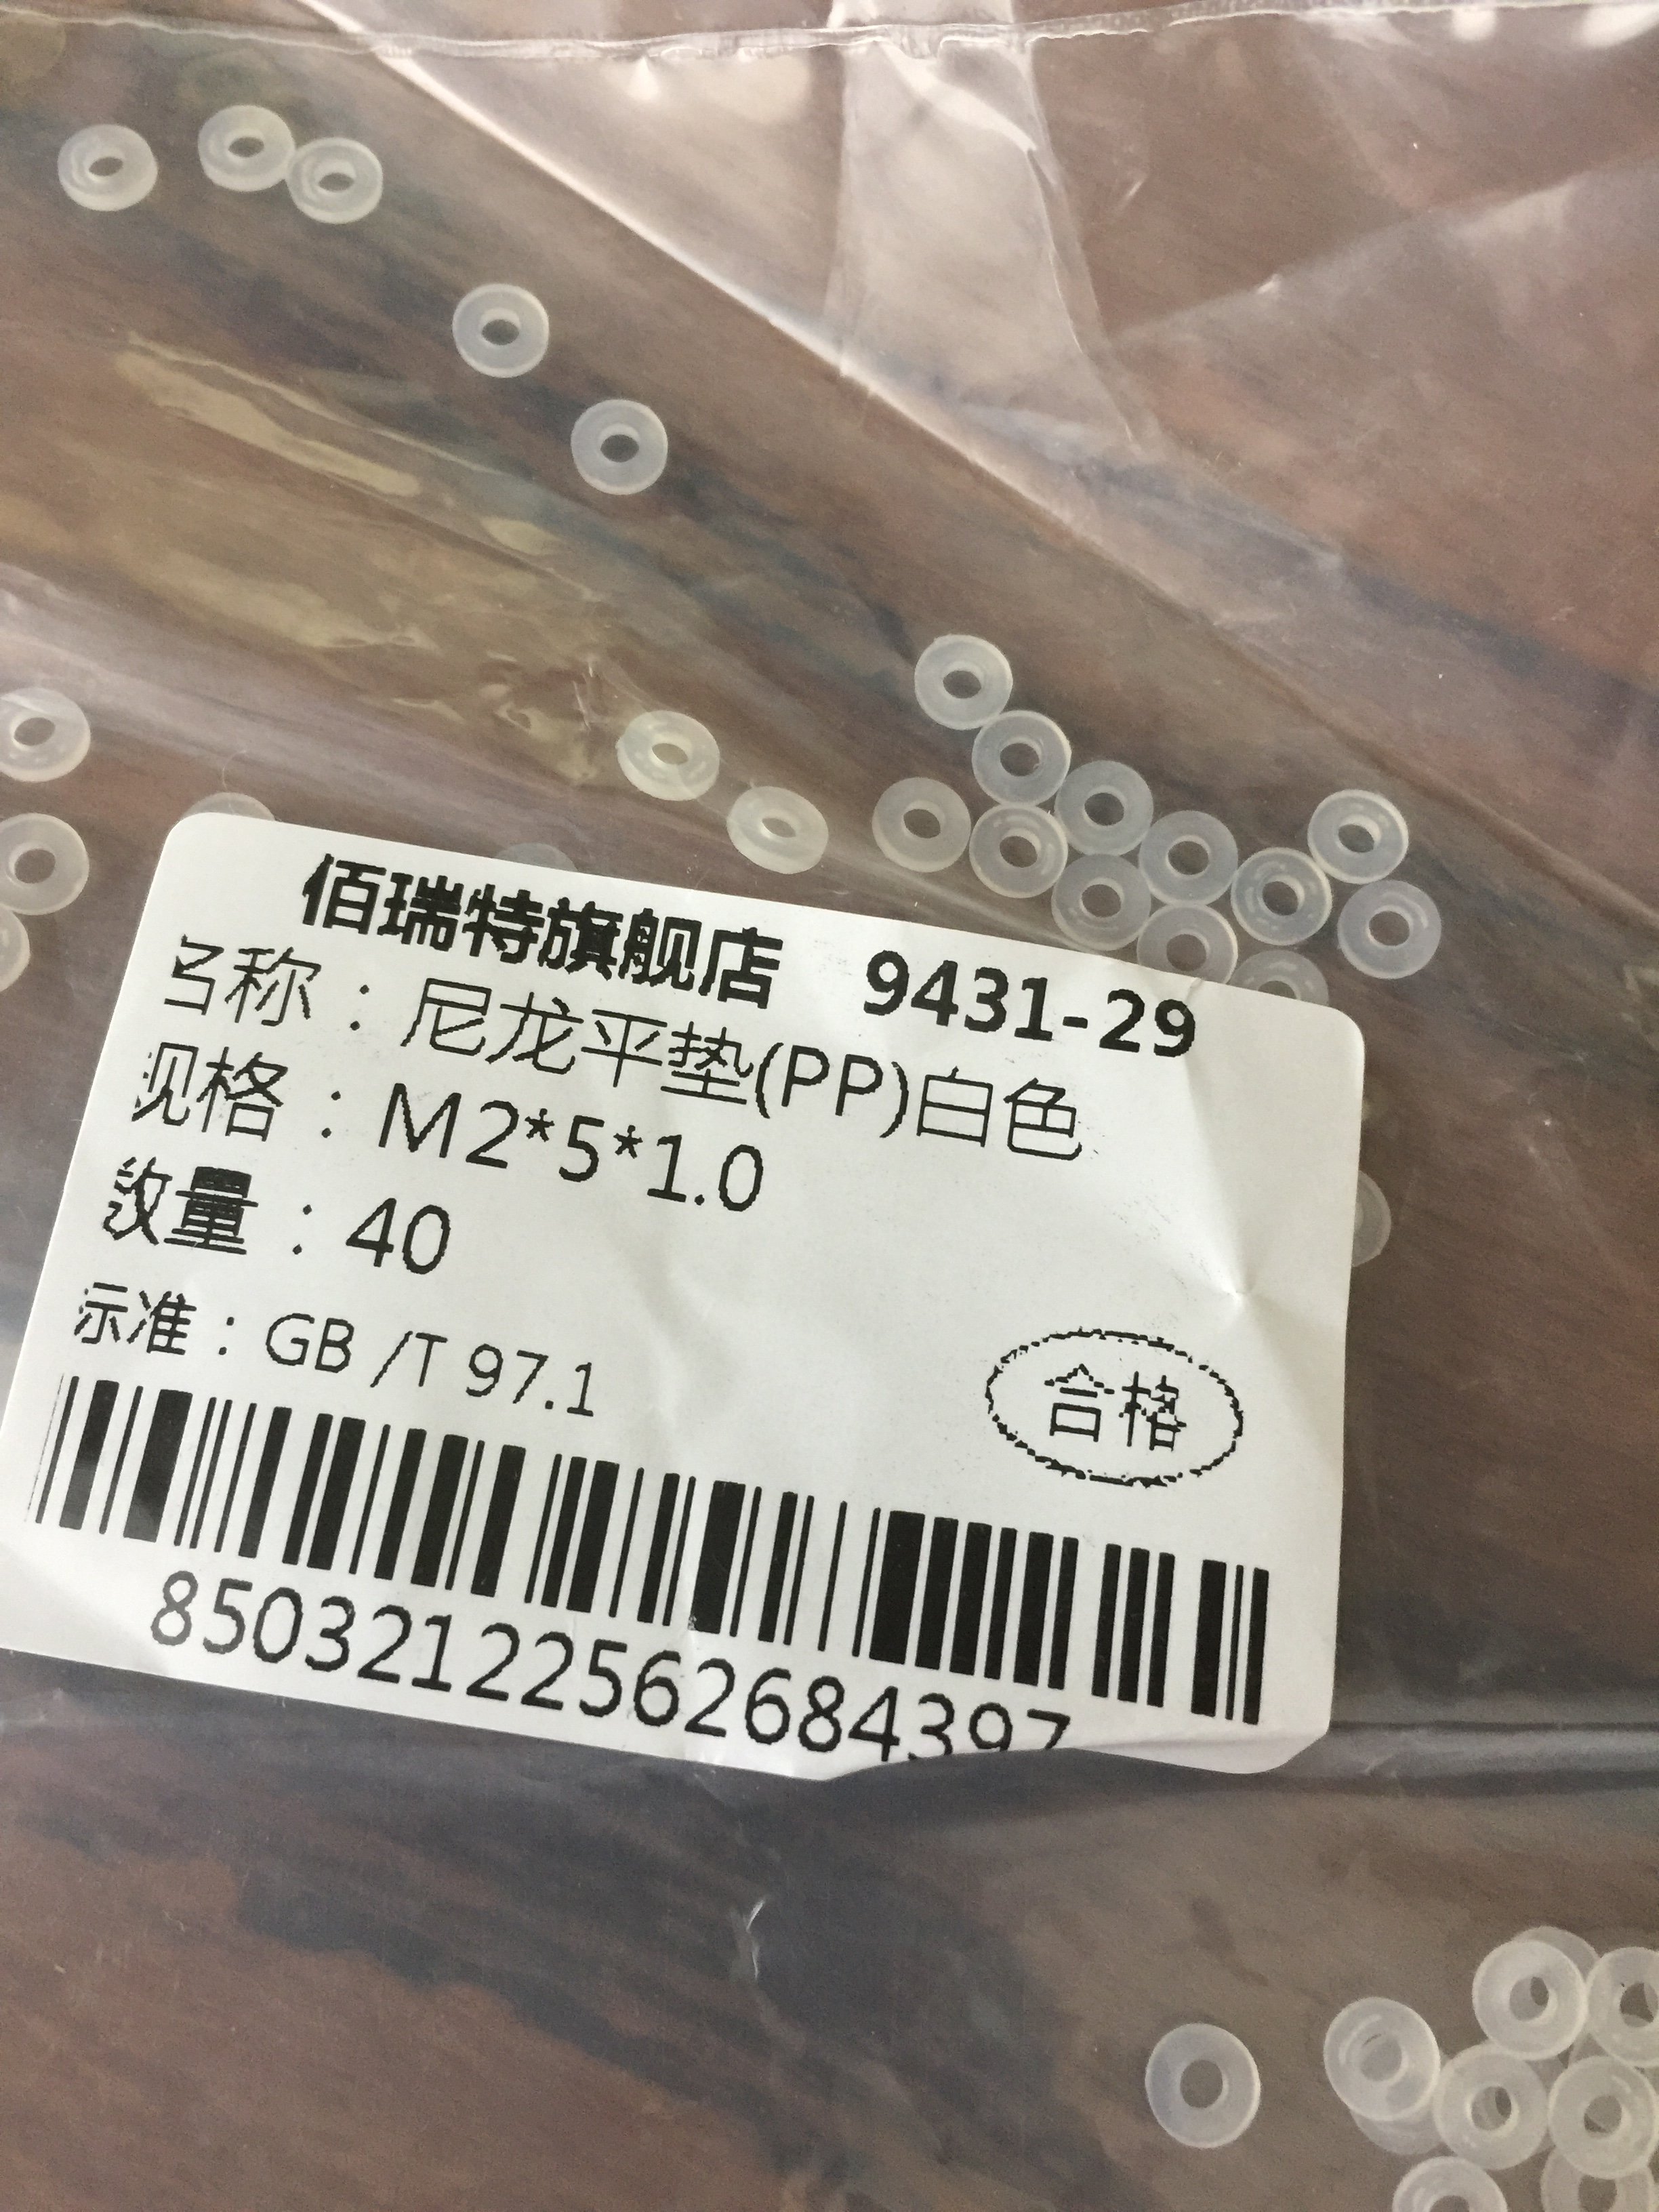 佰瑞特旗舰店 9431-29
名称：尼龙平垫(PP)白色
规格：M2*5*1.0
数量：40
标准：GB /T 97.1
合格
85032122562684397